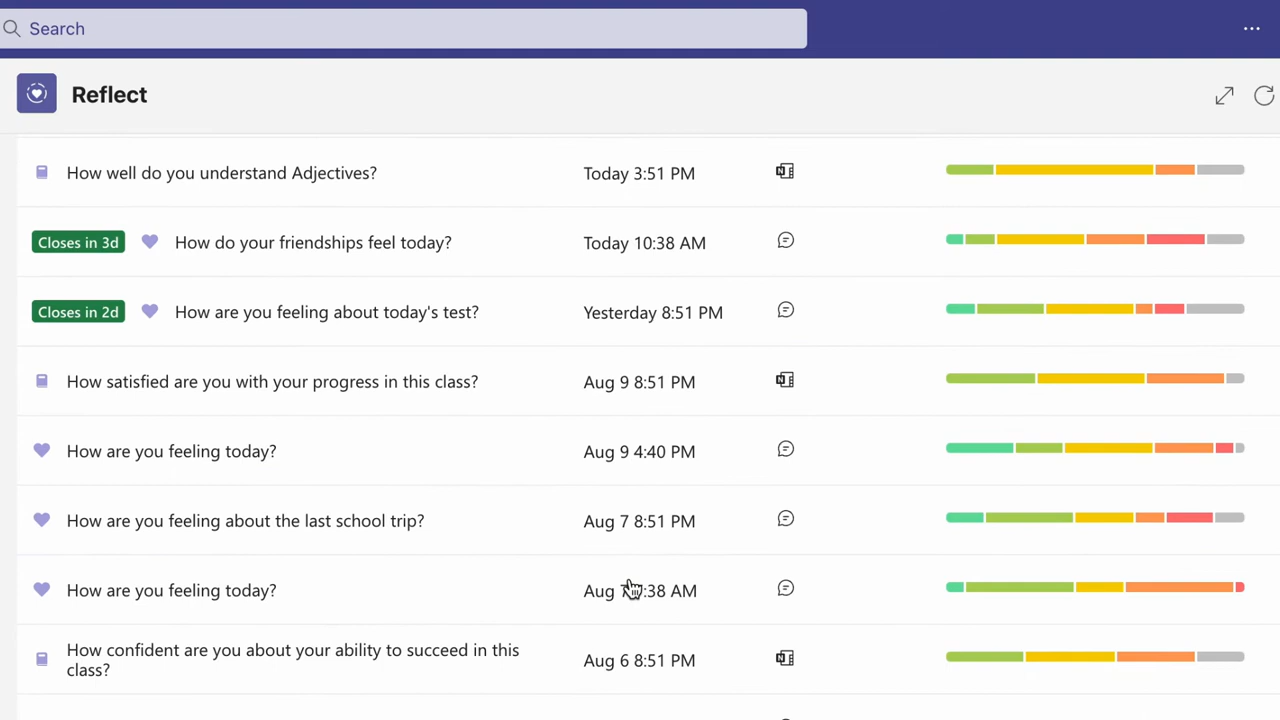 Search
Reflect
How well do you understand Adjectives? Today 3:51 PM
Closes in 3d How do your friendships feel today? Today 10:38 AM
Closes in 2d How are you feeling about today's test? Yesterday 8:51 PM
How satisfied are you with your progress in this class? Aug 9 8:51 PM
How are you feeling today? Aug 9 4:40 PM
How are you feeling about the last school trip? Aug 7 8:51 PM
How are you feeling today? Aug AM
How confident are you about your ability to succeed in this
class? Aug 6 8:51 PM